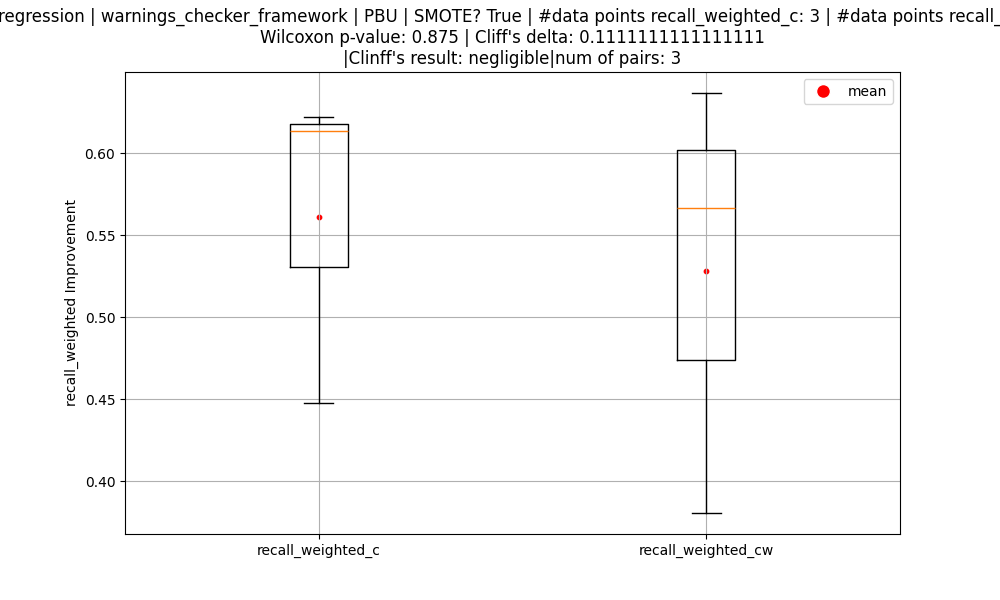 regression | warnings_checker_framework | PBU | SMOTE? True | #data points recall_weighted_c: 3 | #data points recall_
Wilcoxon p-value: 0.875 | Cliff's delta: 0.1111111111111111
|Clinff's result: negligible|num of pairs: 3
mean
0.60
0.55
0.50
0.45
0.40
recall_weighted Improvement
recall_weighted_c
recall_weighted_cw